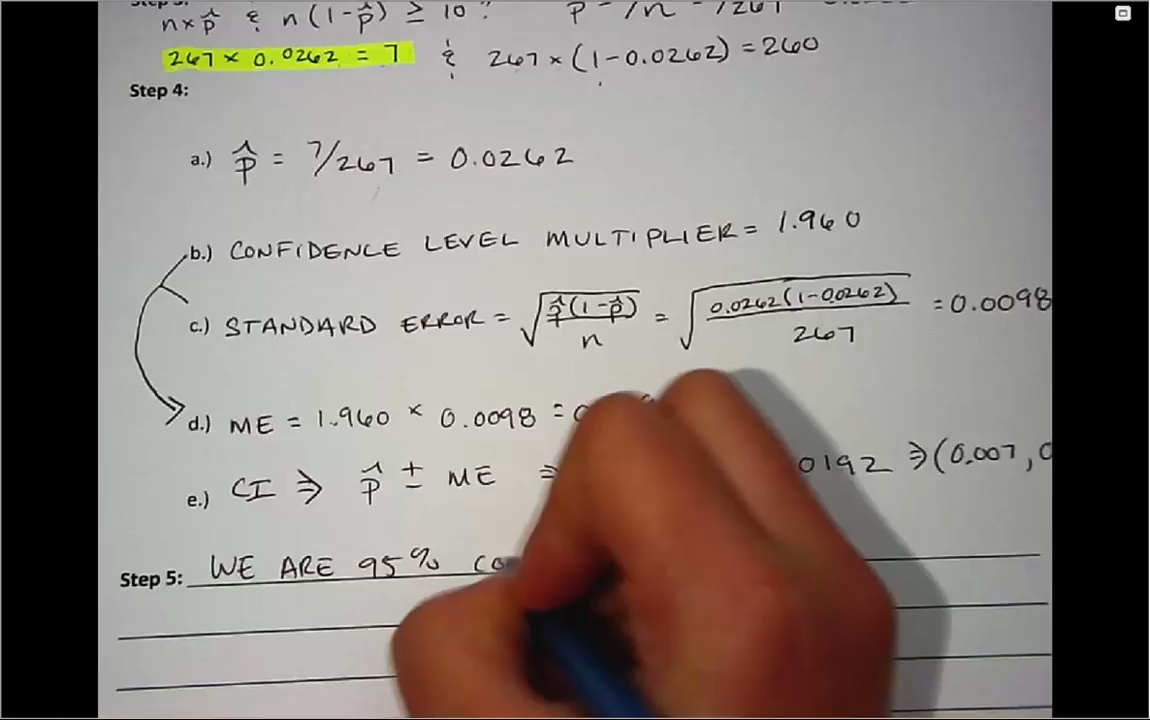 n × p̂ & n(1-p̂) ≥ 10?
267 × 0.0262 = 7 & 267 × (1-0.0262) = 260
Step 4:
a.) p̂ = 7/267 = 0.0262
b.) CONFIDENCE LEVEL MULTIPLIER = 1.960
c.) STANDARD ERROR = √(p̂(1-p̂)/n) = √(0.0262(1-0.0262)/267) = 0.0098
d.) ME = 1.960 × 0.0098 =
e.) CI ⇒ p̂ ± ME ⇒ 0192 ⇒ (0.007,
Step 5: WE ARE 95% CO